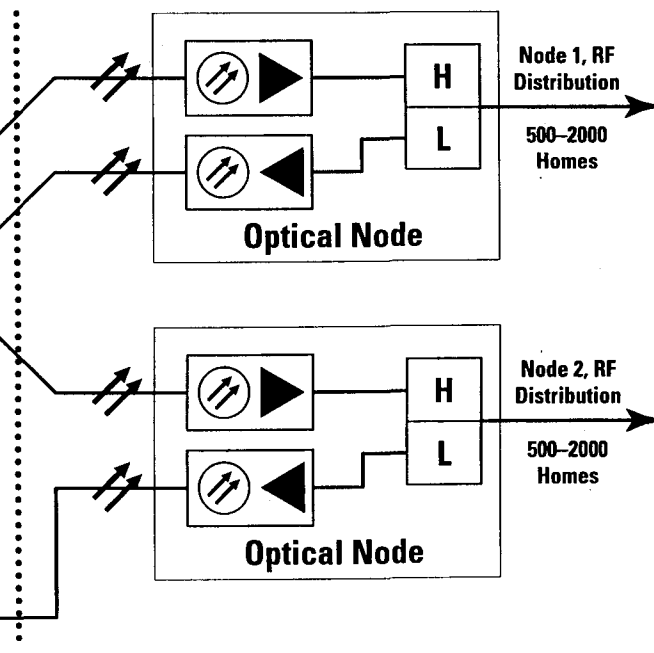 H
L
Optical Node
Node 1, RF
Distribution
500–2000
Homes
H
L
Optical Node
Node 2, RF
Distribution
500–2000
Homes